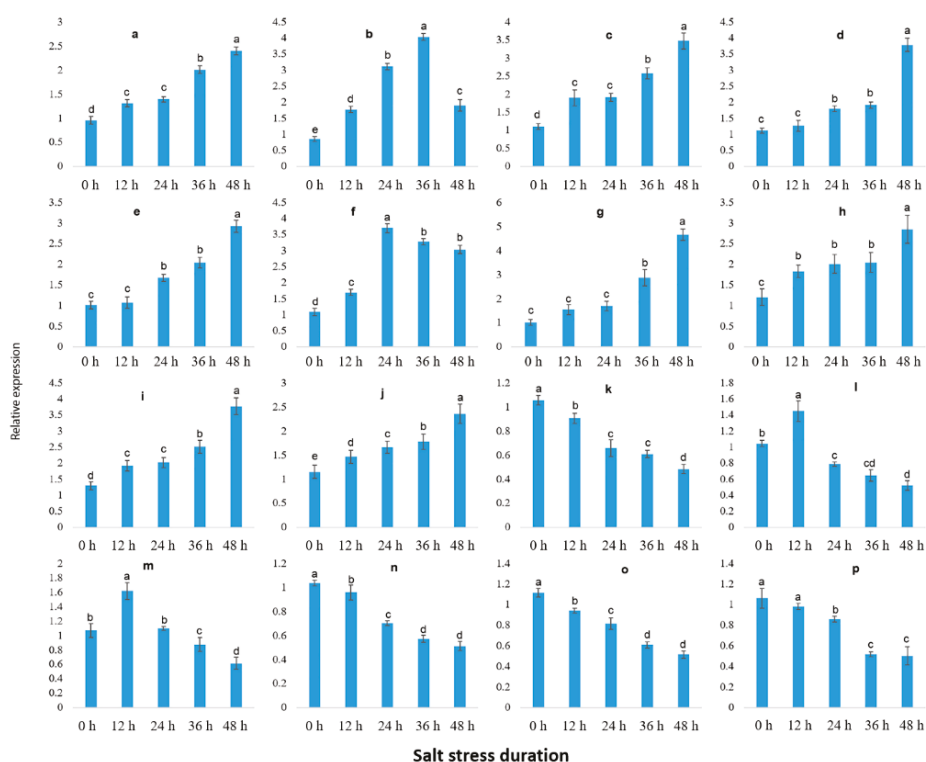 Relative expression
a
3
2.5
2
1.5
1
0.5
0
d c c b a
0 h 12 h 24 h 36 h 48 h
b
4.5
4
3.5
3
2.5
2
1.5
1
0.5
0
e d b a c
0 h 12 h 24 h 36 h 48 h
c
4
3.5
3
2.5
2
1.5
1
0.5
0
d c c b a
0 h 12 h 24 h 36 h 48 h
d
4.5
4
3.5
3
2.5
2
1.5
1
0.5
0
c c b b a
0 h 12 h 24 h 36 h 48 h
e
3.5
3
2.5
2
1.5
1
0.5
0
c c b b a
0 h 12 h 24 h 36 h 48 h
f
4.5
4
3.5
3
2.5
2
1.5
1
0.5
0
d c a b b
0 h 12 h 24 h 36 h 48 h
g
6
5
4
3
2
1
0
c c c b a
0 h 12 h 24 h 36 h 48 h
h
3.5
3
2.5
2
1.5
1
0.5
0
c b b b a
0 h 12 h 24 h 36 h 48 h
i
4.5
4
3.5
3
2.5
2
1.5
1
0.5
0
d c c b a
0 h 12 h 24 h 36 h 48 h
j
3
2.5
2
1.5
1
0.5
0
e d c b a
0 h 12 h 24 h 36 h 48 h
k
1.2
1
0.8
0.6
0.4
0.2
0
a b c c d
0 h 12 h 24 h 36 h 48 h
l
1.8
1.6
1.4
1.2
1
0.8
0.6
0.4
0.2
0
b a c cd d
0 h 12 h 24 h 36 h 48 h
m
2
1.8
1.6
1.4
1.2
1
0.8
0.6
0.4
0.2
0
b a b c d
0 h 12 h 24 h 36 h 48 h
n
1.2
1
0.8
0.6
0.4
0.2
0
a b c d d
0 h 12 h 24 h 36 h 48 h
o
1.4
1.2
1
0.8
0.6
0.4
0.2
0
a b c d d
0 h 12 h 24 h 36 h 48 h
p
1.4
1.2
1
0.8
0.6
0.4
0.2
0
a a b c c
0 h 12 h 24 h 36 h 48 h
Salt stress duration